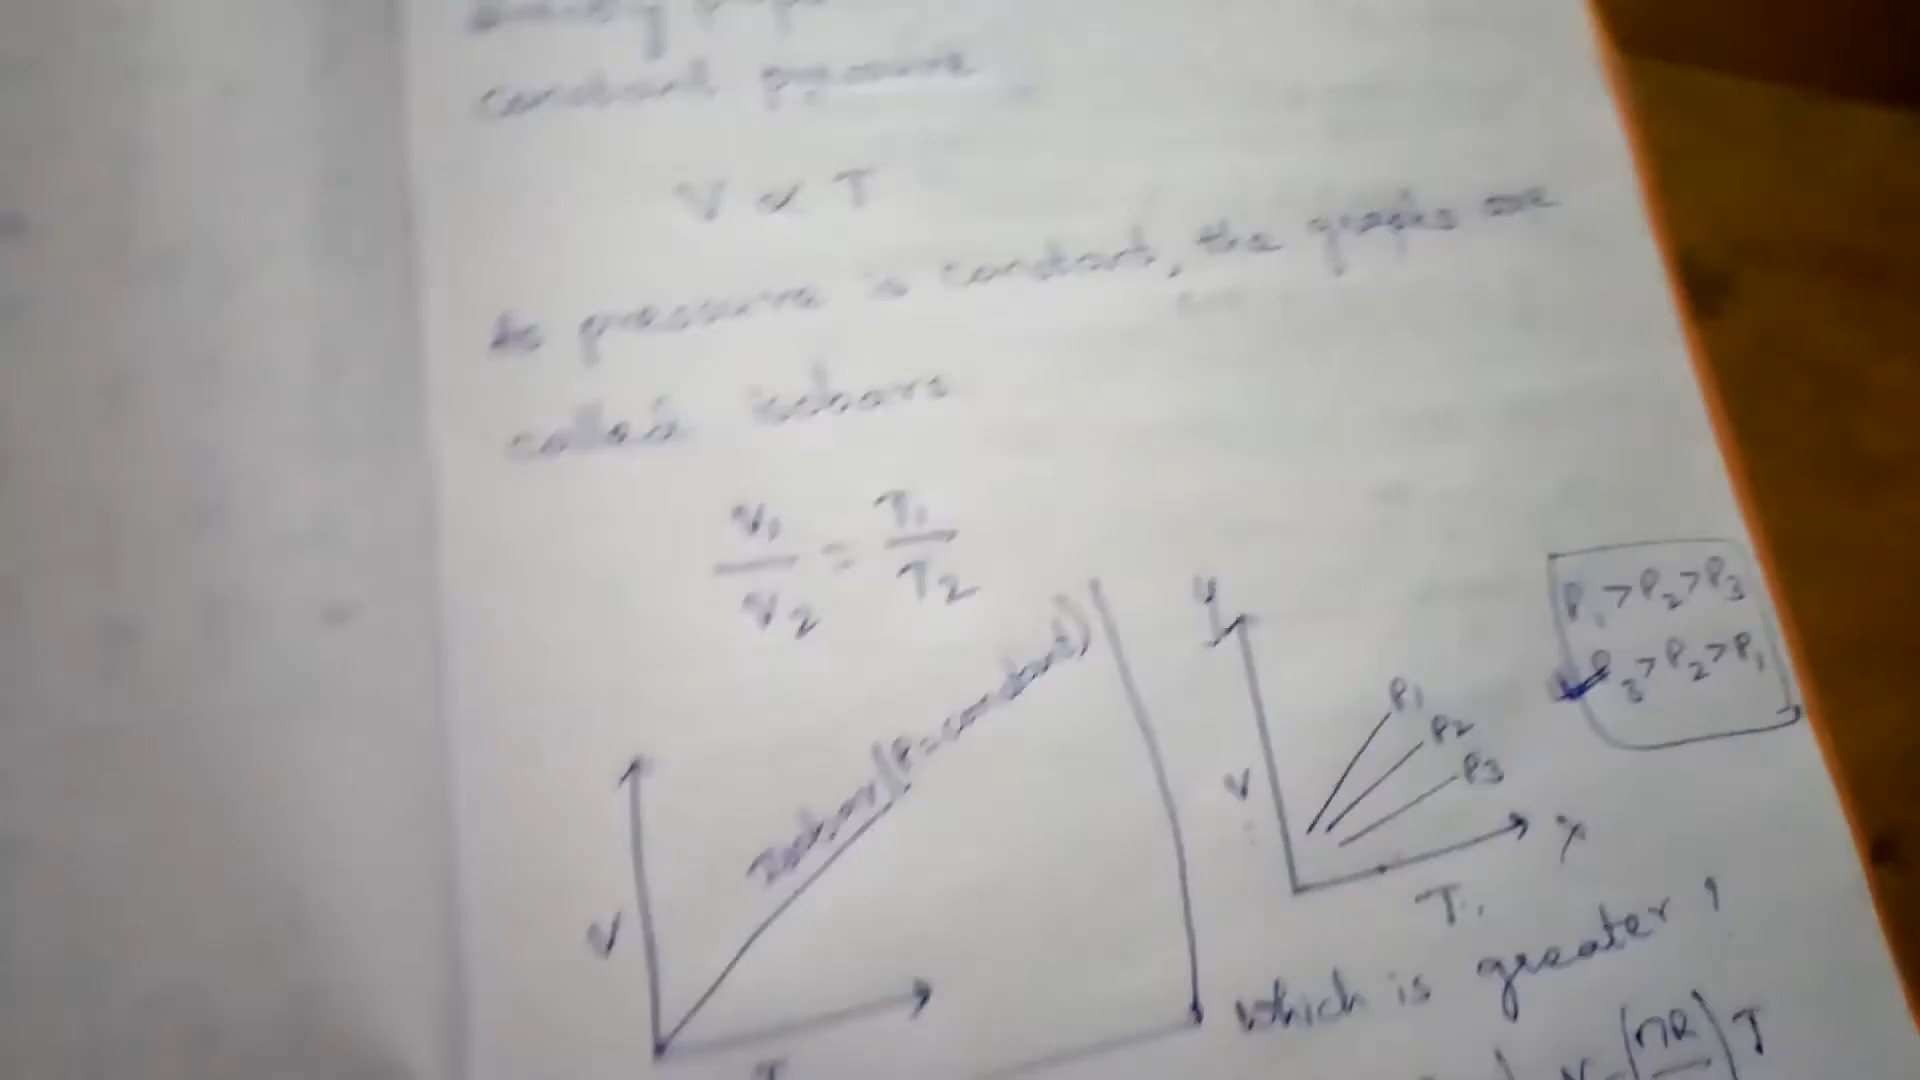 constant pressure
V ∝ T
As pressure is constant, the graphs are
called isobars
V₁/V₂ = T₁/T₂
Isobar (P=constant)
V
T
y
V
P1
P2
P3
x
T
P₁>P₂>P₃
P₃>P₂>P₁
which is greater ?
V = (nR
) T